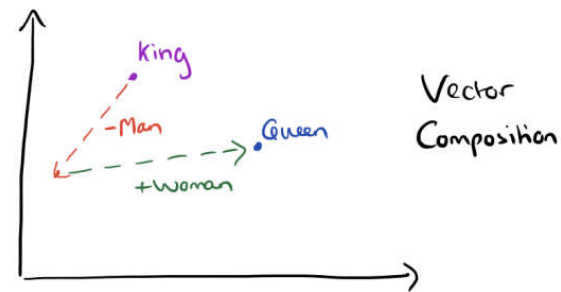 King
-Man
Queen
+Woman
Vector
Composition